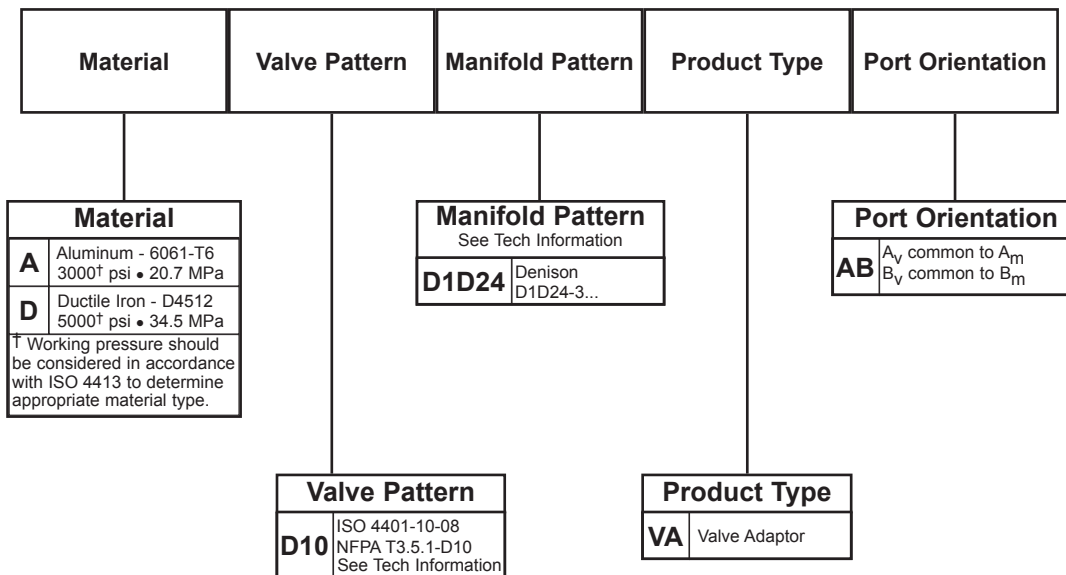 Material Valve Pattern Manifold Pattern Product Type Port Orientation
Material
A Aluminum - 6061-T6
3000† psi • 20.7 MPa
D Ductile Iron - D4512
5000† psi • 34.5 MPa
† Working pressure should
be considered in accordance
with ISO 4413 to determine
appropriate material type.
Manifold Pattern
See Tech Information
D1D24 Denison
D1D24-3...
Port Orientation
AB Av common to Am
Bv common to Bm
Valve Pattern
D10 ISO 4401-10-08
NFPA T3.5.1-D10
See Tech Information
Product Type
VA Valve Adaptor